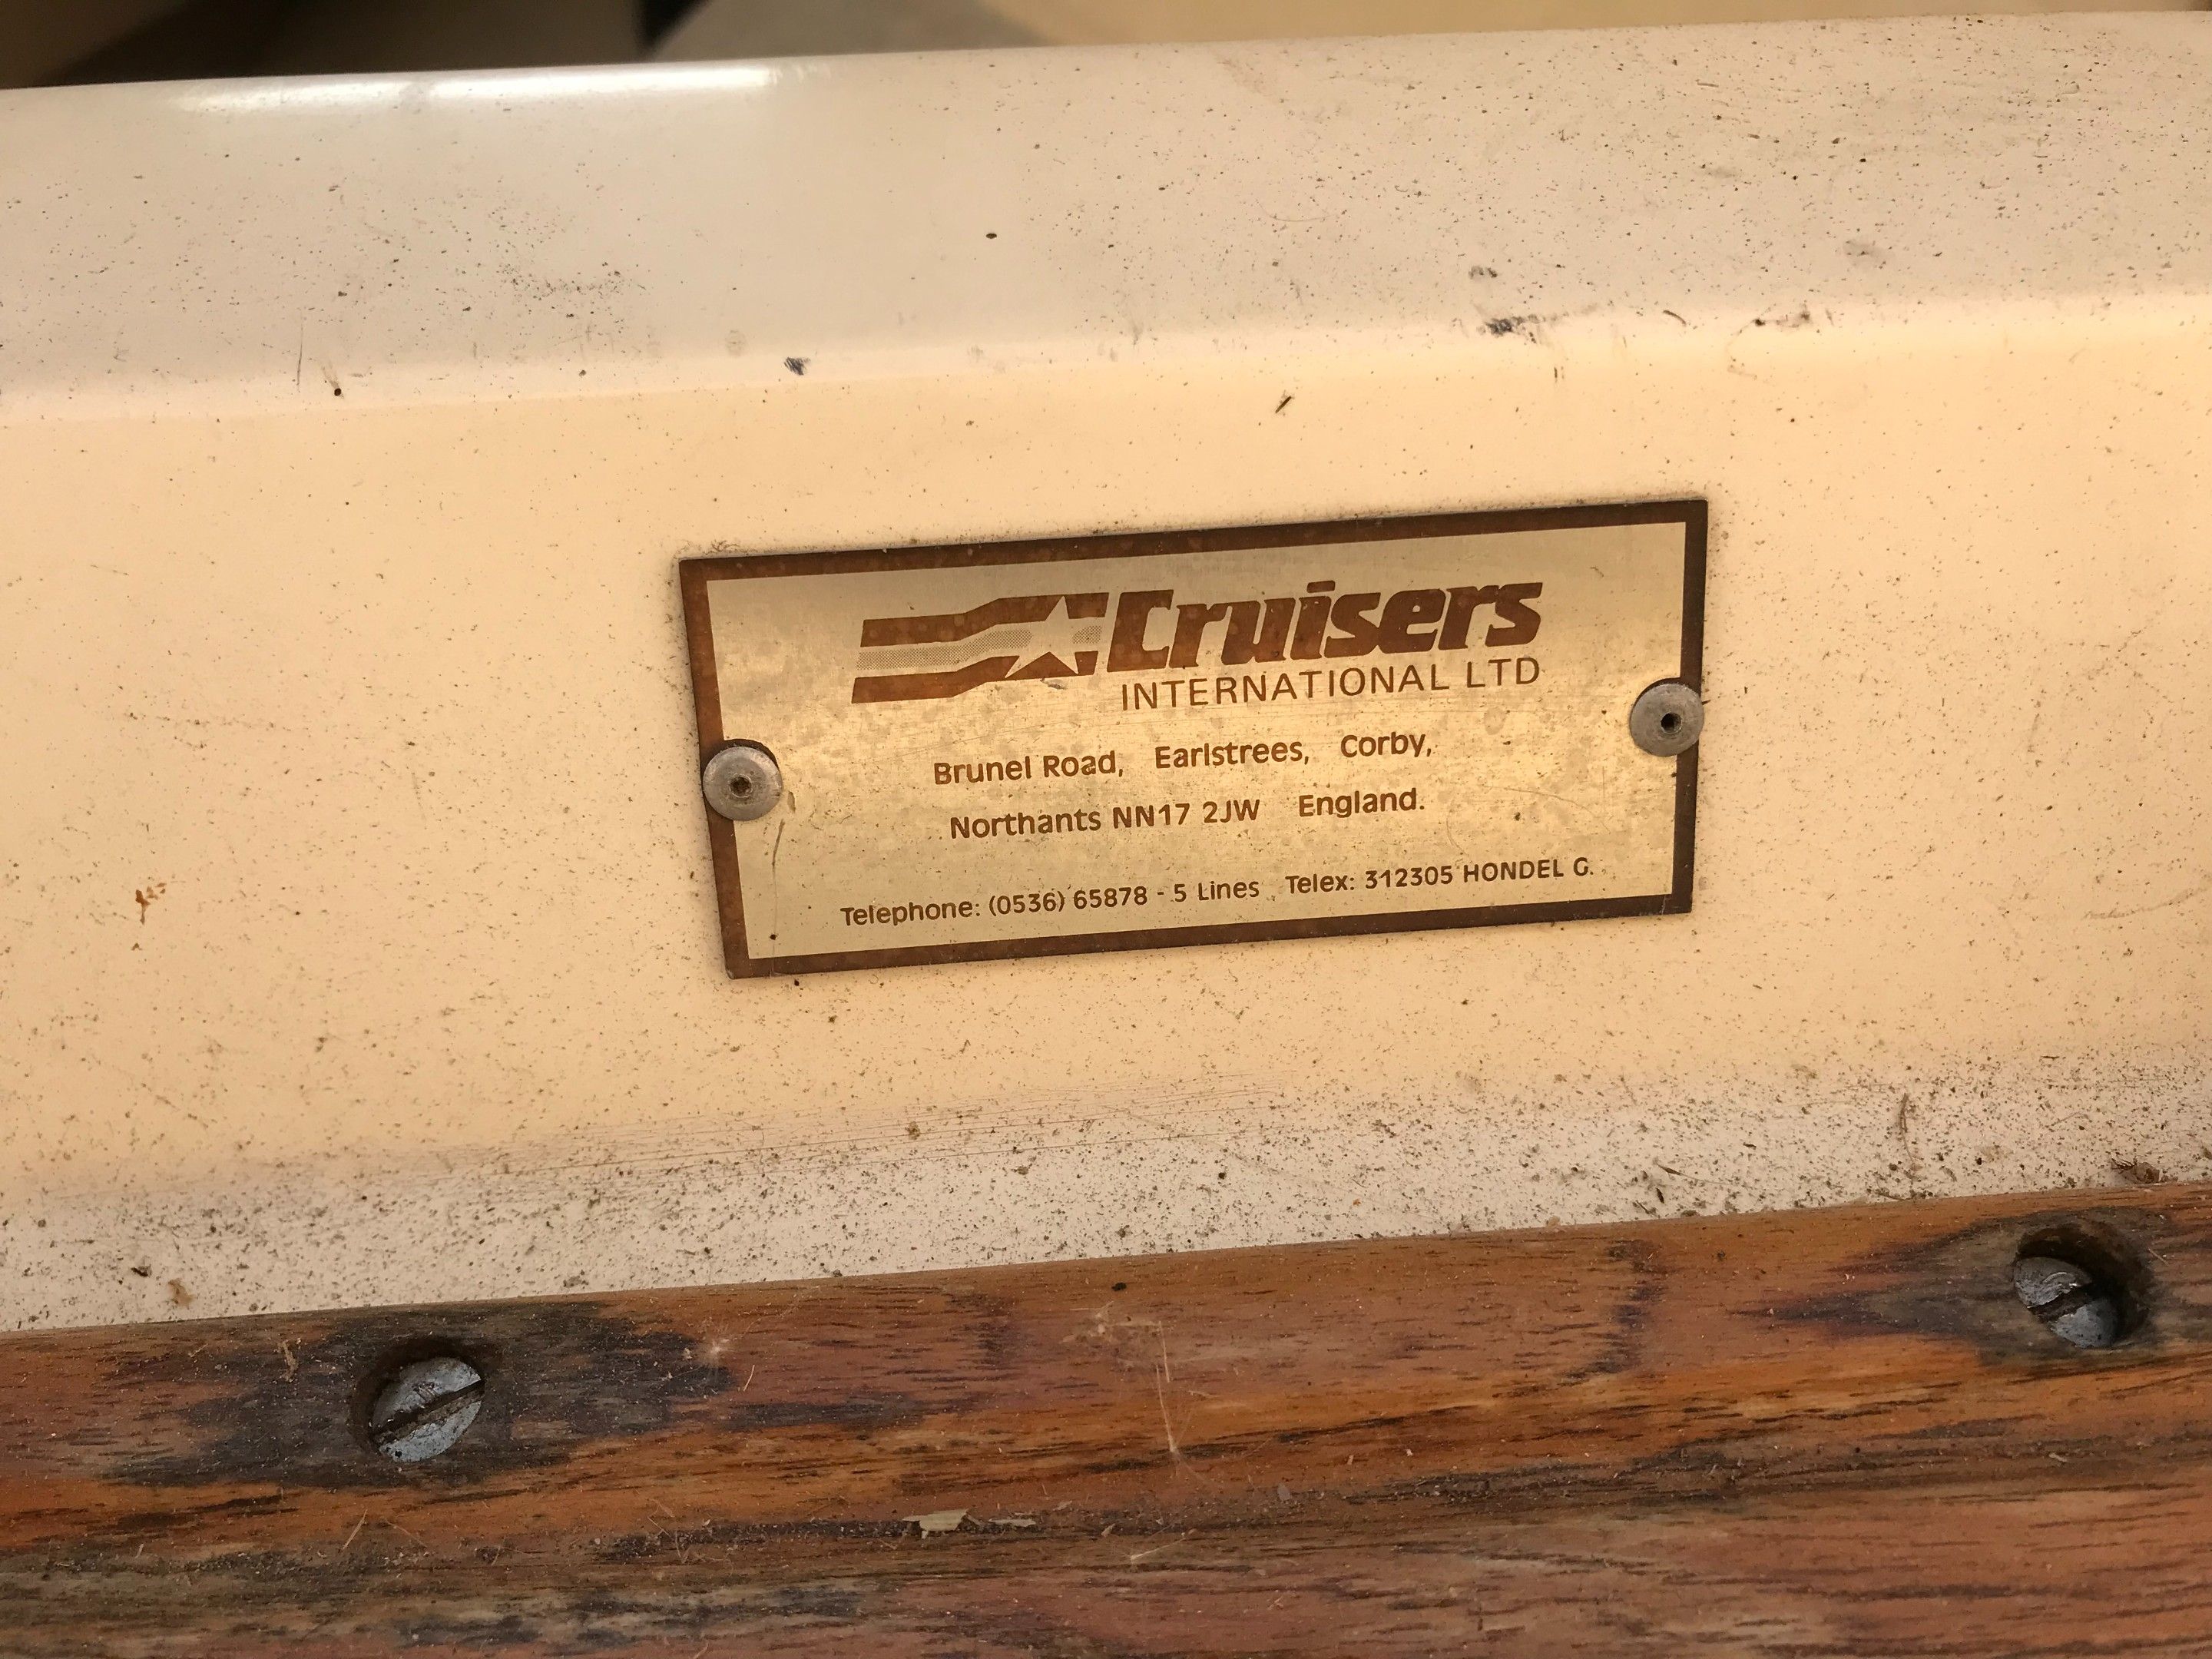 Cruisers
INTERNATIONAL LTD
Brunel Road, Earlstrees, Corby,
Northants NN17 2JW England.
Telephone: (0536) 65878 - 5 Lines Telex: 312305 HONDEL G.